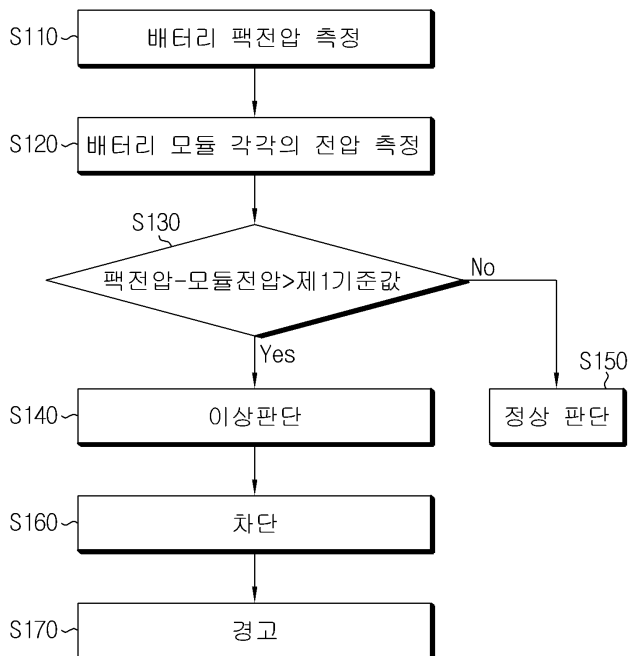 S110
배터리 팩전압 측정
S120
배터리 모듈 각각의 전압 측정
S130
팩전압-모듈전압>제1기준값
No
Yes
S150
S140
이상판단
정상 판단
S160
차단
S170
경고